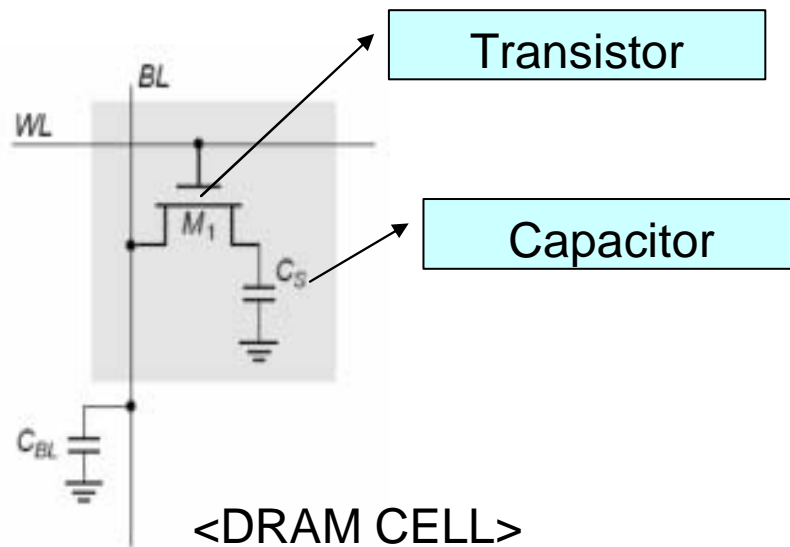 Transistor
BL
WL
M1
Capacitor
CS
CBL
<DRAM CELL>